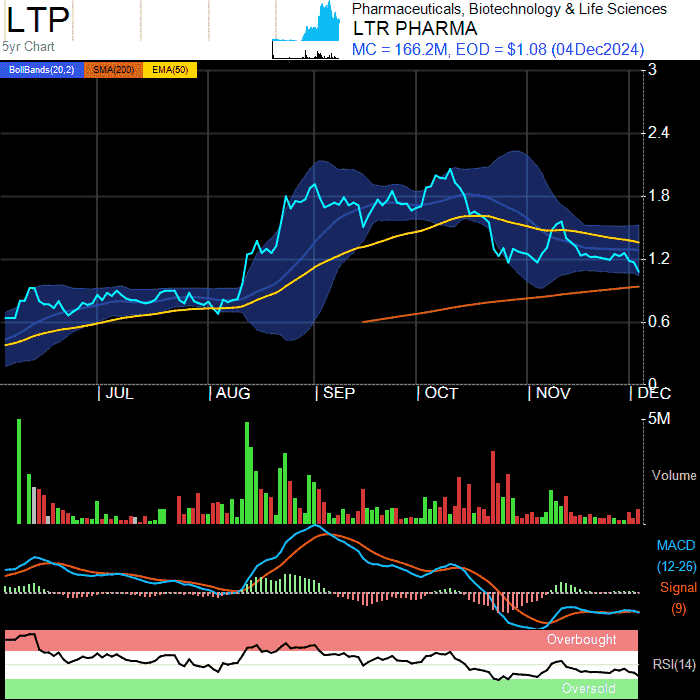 LTP
5yr Chart
Pharmaceuticals, Biotechnology & Life Sciences
LTR PHARMA
MC = 166.2M, EOD = $1.08 (04Dec2024)
BollBands(20,2) SMA(200) EMA(50)
3
2.4
1.8
1.2
0.6
0
| JUL | AUG | SEP | OCT | NOV | DEC
5M
Volume
MACD
(12-26)
Signal
(9)
Overbought
RSI(14)
Oversold